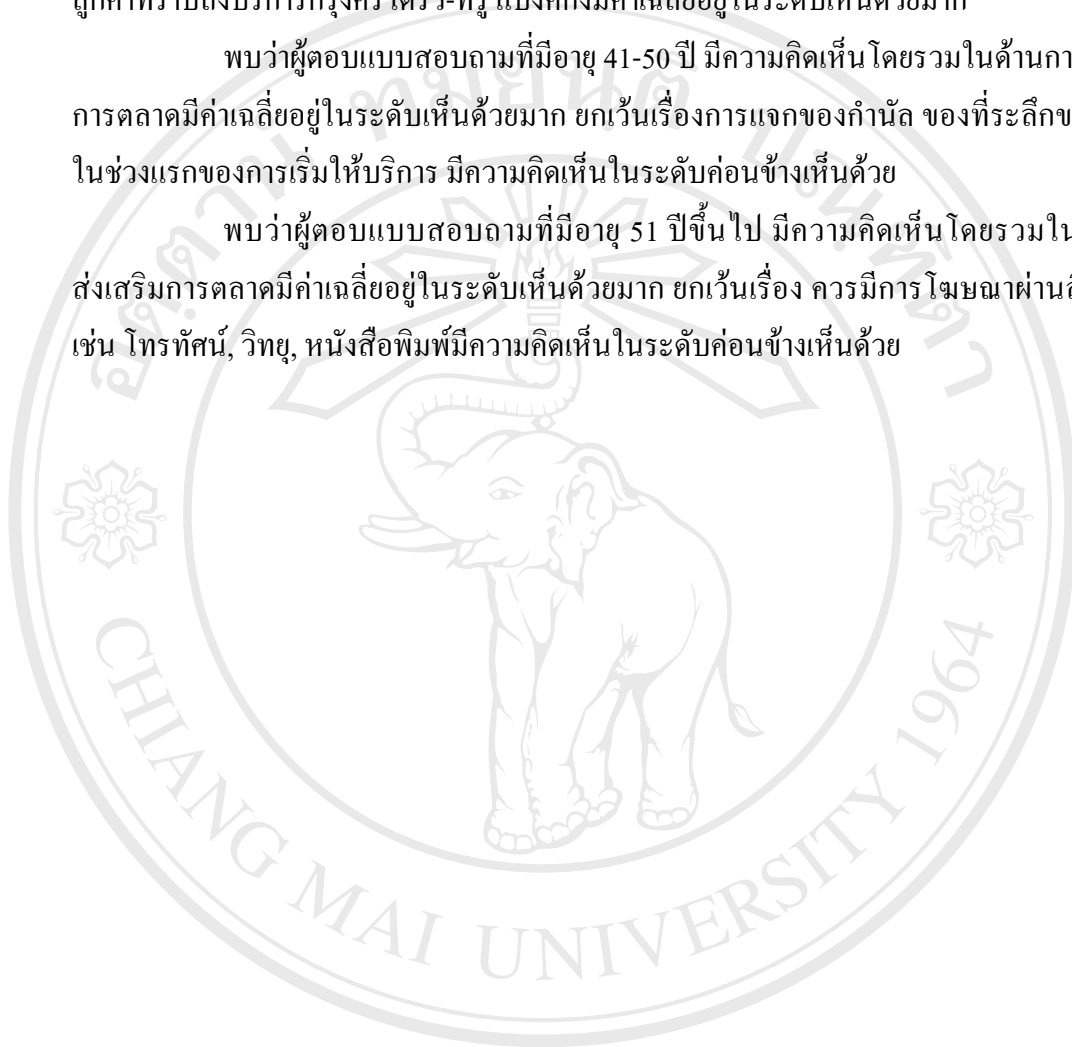 พบว่าผู้ตอบแบบสอบถามที่มีอายุ 41-50 ปี มีความคิดเห็นโดยรวมในด้าน
การตลาดมีค่าเฉลี่ยอยู่ในระดับเห็นด้วยมาก ยกเว้นเรื่องการแจกของกำนัล ของที่ระลึก
ในช่วงแรกของการเริ่มให้บริการ มีความคิดเห็นในระดับค่อนข้างเห็นด้วย
พบว่าผู้ตอบแบบสอบถามที่มีอายุ 51 ปีขึ้นไป มีความคิดเห็นโดยรวมใน
ส่งเสริมการตลาดมีค่าเฉลี่ยอยู่ในระดับเห็นด้วยมาก ยกเว้นเรื่อง ควรมีการโฆษณาผ่าน
เช่น โทรทัศน์, วิทยุ, หนังสือพิมพ์มีความคิดเห็นในระดับค่อนข้างเห็นด้วย
อตฺตานํ ทมยนฺติ ปณฺฑิตา
CHIANG MAI UNIVERSITY 1964